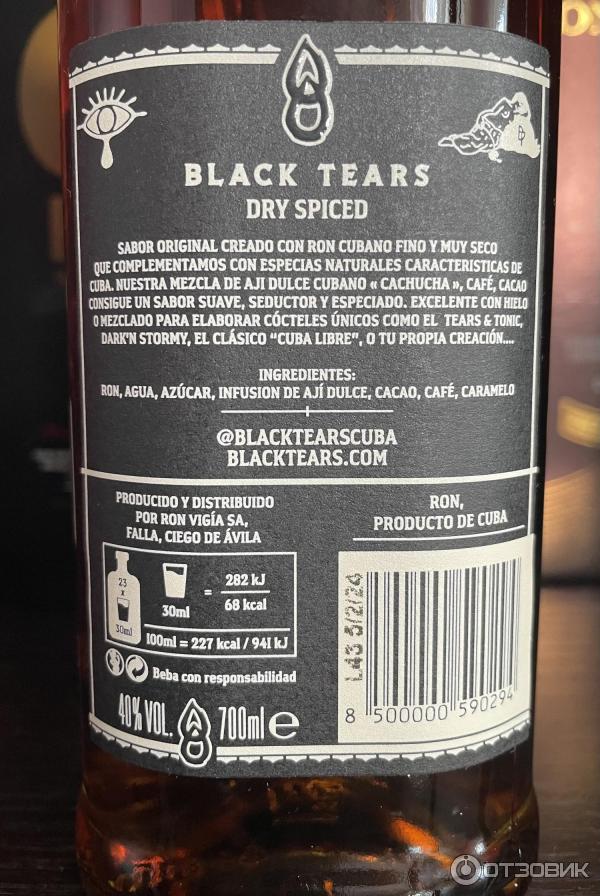 BLACK TEARS
DRY SPICED
SABOR ORIGINAL CREADO CON RON CUBANO FINO Y MUY SECO
QUE COMPLEMENTAMOS CON ESPECIAS NATURALES CARACTERISTICAS DE
CUBA. NUESTRA MEZCLA DE AJI DULCE CUBANO « CACHUCHA », CAFÉ, CACAO
CONSIGUE UN SABOR SUAVE, SEDUCTOR Y ESPECIADO. EXCELENTE CON HIELO
O MEZCLADO PARA ELABORAR CÓCTELES ÚNICOS COMO EL TEARS & TONIC,
DARK'N STORMY, EL CLÁSICO "CUBA LIBRE", O TU PROPIA CREACIÓN....
INGREDIENTES:
RON, AGUA, AZÚCAR, INFUSION DE AJÍ DULCE, CACAO, CAFÉ, CARAMELO
@BLACKTEARSCUBA
BLACKTEARS.COM
PRODUCIDO Y DISTRIBUIDO
POR RON VIGÍA SA,
FALLA, CIEGO DE ÁVILA
23
x
30ml
30ml
= 282 kJ
68 kcal
100ml = 227 kcal / 941 kJ
Beba con responsabilidad
40% VOL.
700ml e
RON,
PRODUCTO DE CUBA
L43 5/2/24
8 500000 590294
ОТЗОВИК